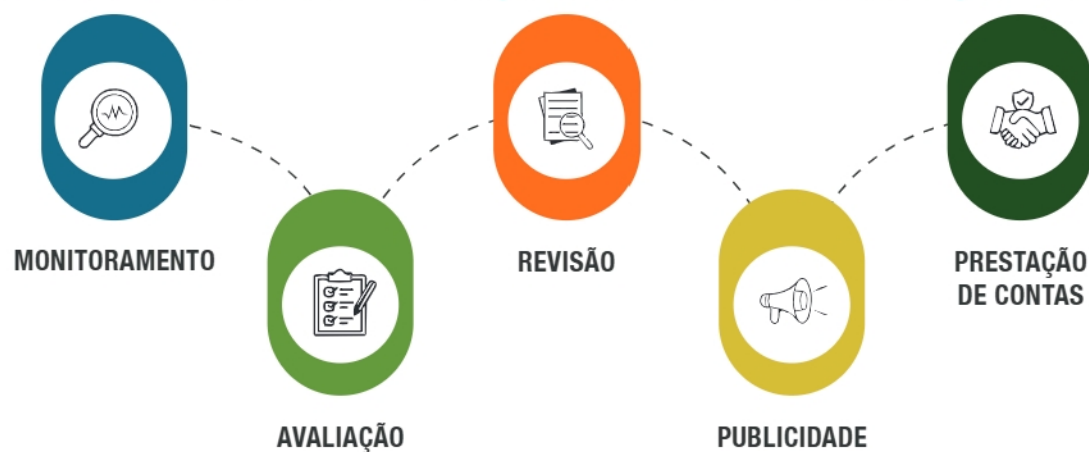 MONITORAMENTO
AVALIAÇÃO
REVISÃO
PUBLICIDADE
PRESTAÇÃO
DE CONTAS